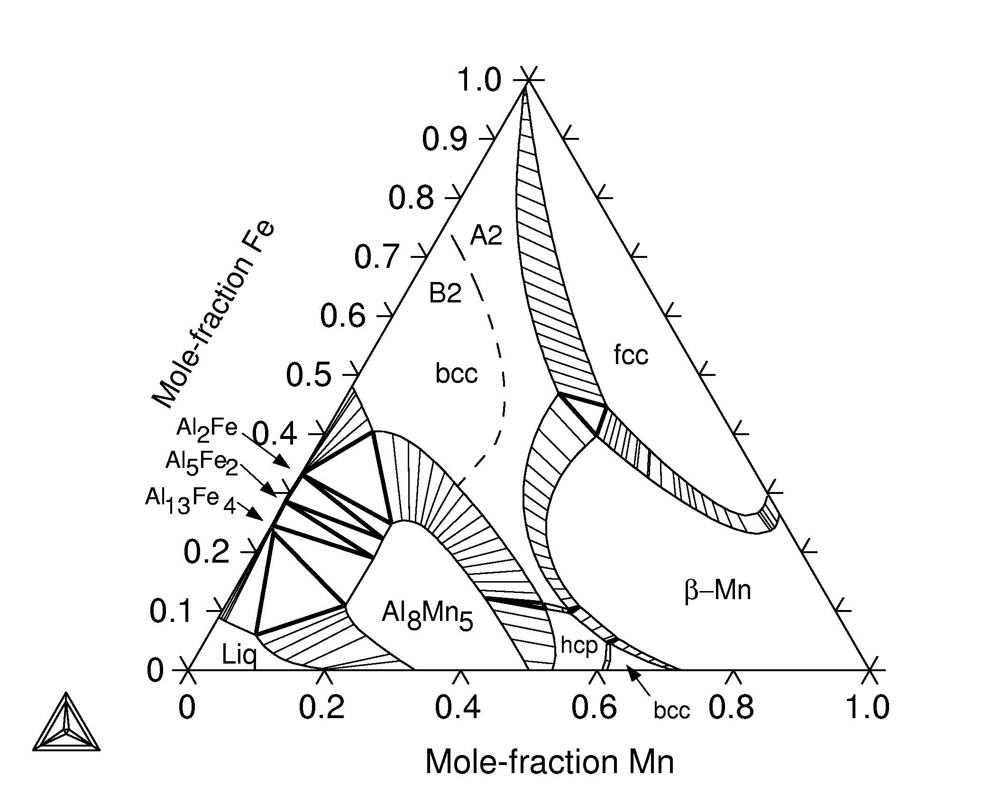 1.0
0.9
0.8
A2
0.7
Mole-fraction Fe
B2
0.6
fcc
0.5
bcc
Al2Fe
0.4
Al5Fe2
Al13Fe4
0.2
β–Mn
0.1
Al8Mn5
hcp
Liq
0
0 0.2 0.4 0.6 bcc 0.8 1.0
Mole-fraction Mn